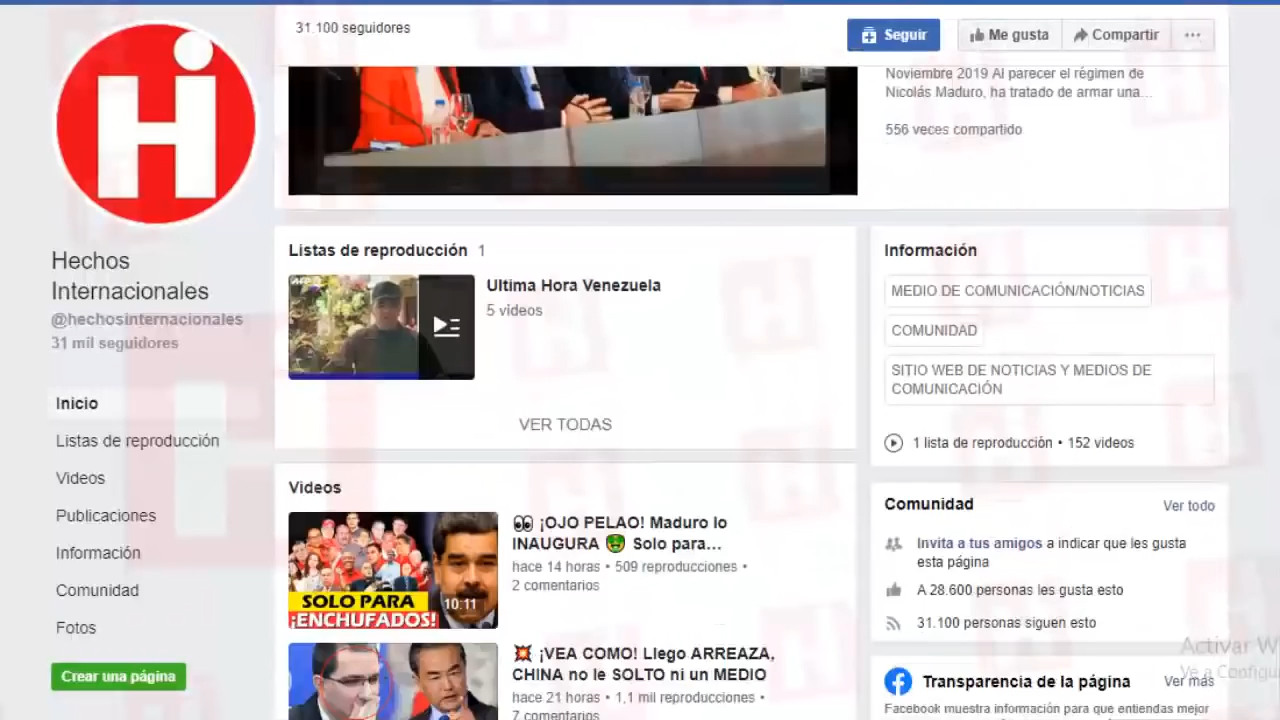 31.100 seguidores
Seguir
Me gusta
Compartir
Noviembre 2019 Al parecer el régimen de
Nicolás Maduro, ha tratado de armar una...
556 veces compartido
Hechos
Internacionales
@hechosinternacionales
31 mil seguidores
Inicio
Listas de reproducción
Videos
Publicaciones
Información
Comunidad
Fotos
Crear una página
Listas de reproducción 1
Ultima Hora Venezuela
5 videos
VER TODAS
Videos
SOLO PARA
¡ENCHUFADOS!
10:11
👀 ¡OJO PELAO! Maduro lo
INAUGURA 🤑 Solo para...
hace 14 horas • 509 reproducciones •
2 comentarios
💥 ¡VEA COMO! Llego ARREAZA,
CHINA no le SOLTO ni un MEDIO
hace 21 horas • 1,1 mil reproducciones •
7 comentarios
Información
MEDIO DE COMUNICACIÓN/NOTICIAS
COMUNIDAD
SITIO WEB DE NOTICIAS Y MEDIOS DE
COMUNICACIÓN
1 lista de reproducción • 152 videos
Comunidad
Ver todo
Invita a tus amigos a indicar que les gusta
esta página
A 28.600 personas les gusta esto
31.100 personas siguen esto
Activar W
Ve a Configu
Transparencia de la página
Ver más
Facebook muestra información para que entiendas mejor